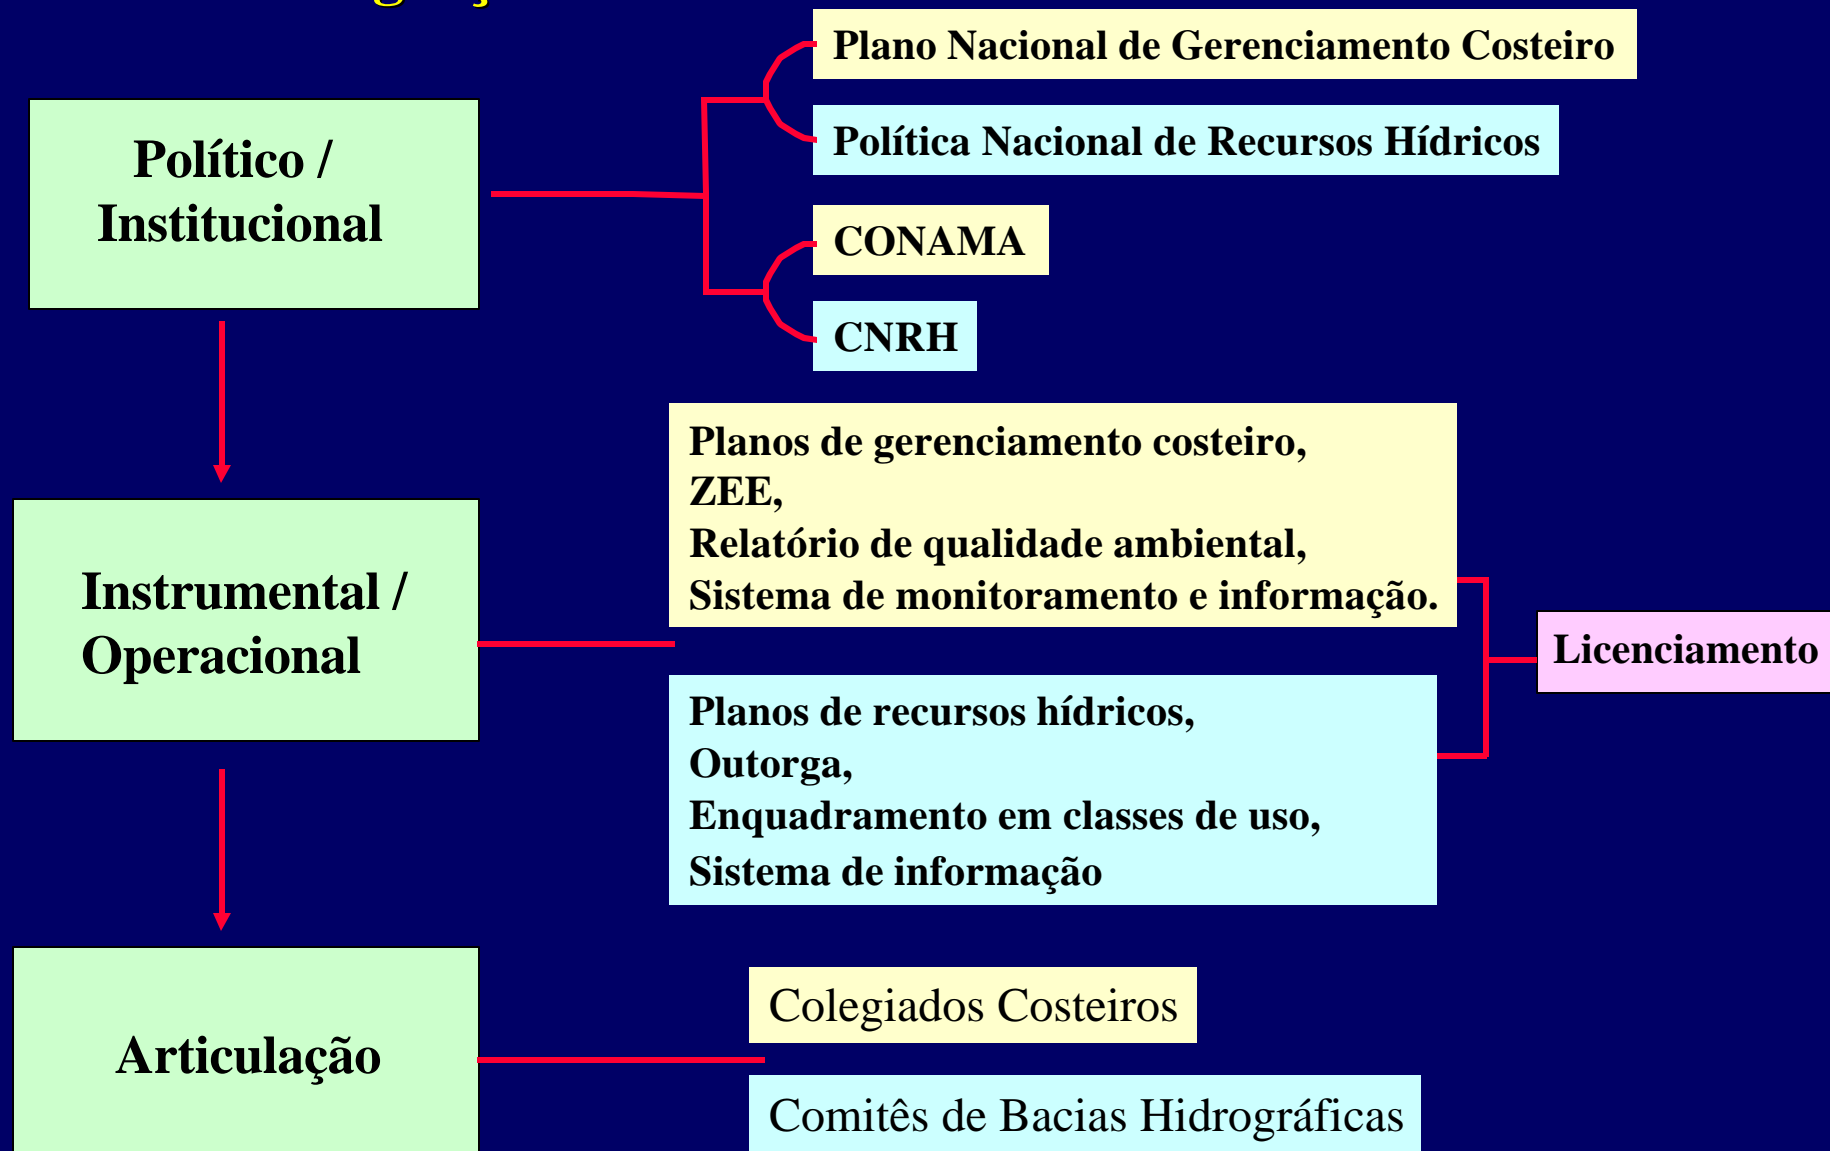 Político /
Institucional
Plano Nacional de Gerenciamento Costeiro
Política Nacional de Recursos Hídricos
CONAMA
CNRH
Instrumental /
Operacional
Planos de gerenciamento costeiro,
ZEE,
Relatório de qualidade ambiental,
Sistema de monitoramento e informação.
Planos de recursos hídricos,
Outorga,
Enquadramento em classes de uso,
Sistema de informação
Licenciamento
Articulação
Colegiados Costeiros
Comitês de Bacias Hidrográficas